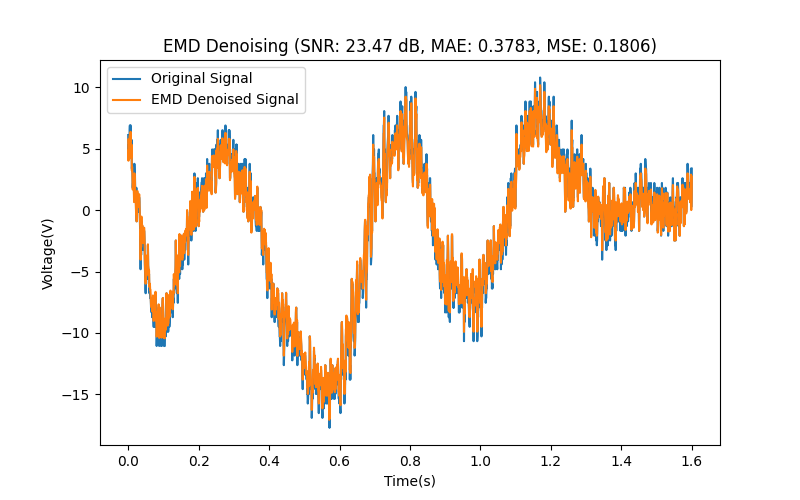 EMD Denoising (SNR: 23.47 dB, MAE: 0.3783, MSE: 0.1806)
Original Signal
EMD Denoised Signal
Voltage(V)
10
5
0
−5
−10
−15
0.0 0.2 0.4 0.6 0.8 1.0 1.2 1.4 1.6
Time(s)